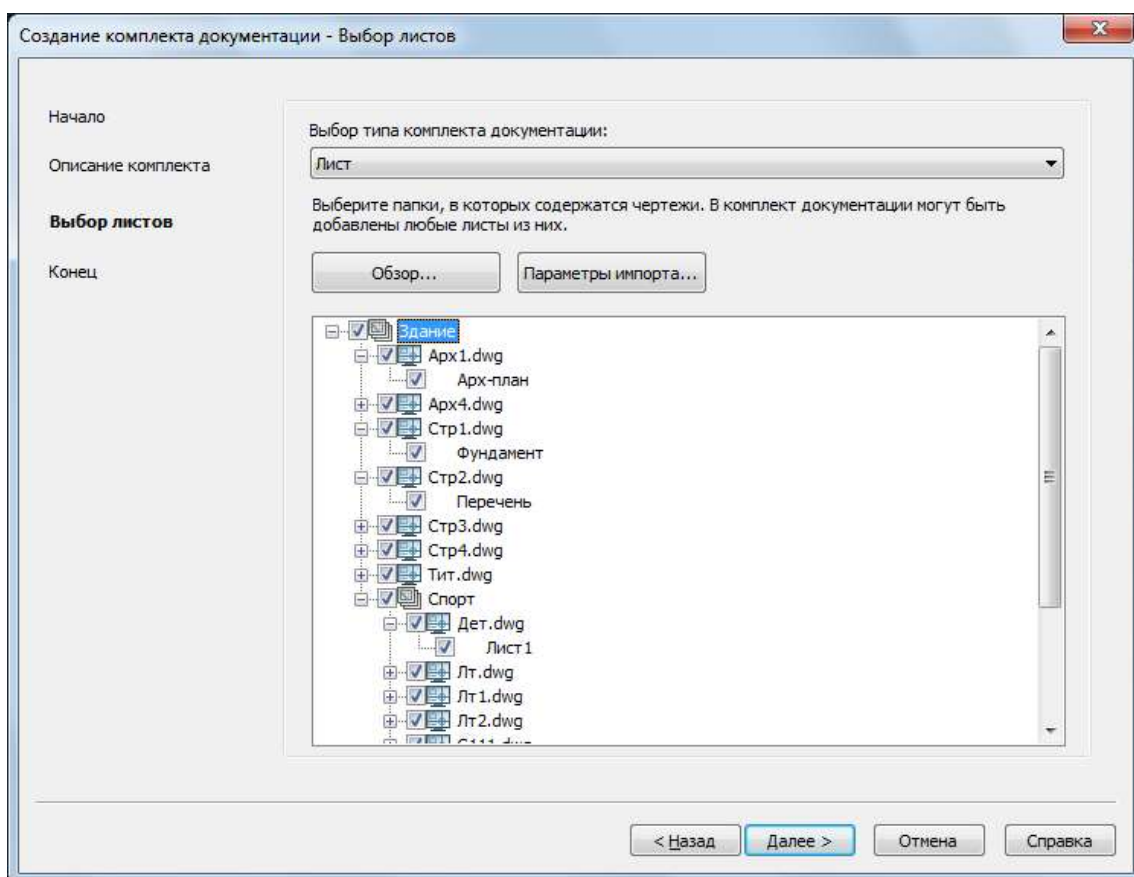 Создание комплекта документации - Выбор листов
Начало
Описание комплекта
Выбор листов
Конец
Выбор типа комплекта документации:
Лист
Выберите папки, в которых содержатся чертежи. В комплект документации могут быть
добавлены любые листы из них.
Обзор...
Параметры импорта...
Здание
Арх1.dwg
Арх-план
Арх4.dwg
Стр1.dwg
Фундамент
Стр2.dwg
Перечень
Стр3.dwg
Стр4.dwg
Тит.dwg
Спорт
Дет.dwg
Лист1
Лт.dwg
Лт1.dwg
Лт2.dwg
< Назад
Далее >
Отмена
Справка